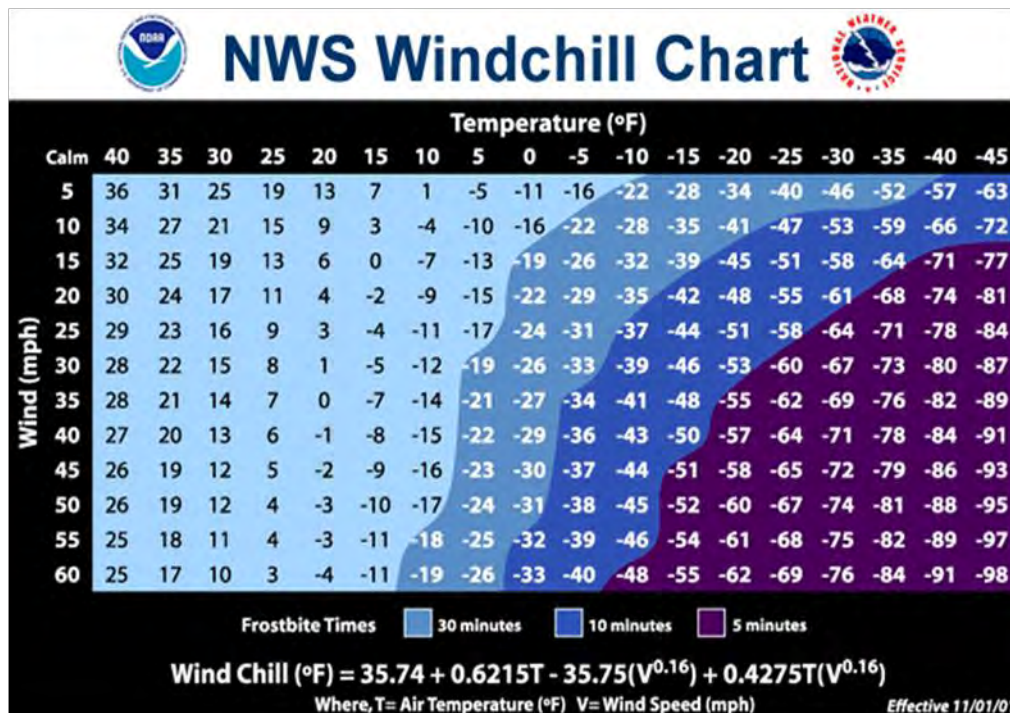 NOAA
NWS Windchill Chart
NATIONAL WEATHER SERVICE
Temperature (ºF)
Calm 40 35 30 25 20 15 10 5 0 -5 -10 -15 -20 -25 -30 -35 -40 -45
5 36 31 25 19 13 7 1 -5 -11 -16 -22 -28 -34 -40 -46 -52 -57 -63
10 34 27 21 15 9 3 -4 -10 -16 -22 -28 -35 -41 -47 -53 -59 -66 -72
15 32 25 19 13 6 0 -7 -13 -19 -26 -32 -39 -45 -51 -58 -64 -71 -77
20 30 24 17 11 4 -2 -9 -15 -22 -29 -35 -42 -48 -55 -61 -68 -74 -81
25 29 23 16 9 3 -4 -11 -17 -24 -31 -37 -44 -51 -58 -64 -71 -78 -84
30 28 22 15 8 1 -5 -12 -19 -26 -33 -39 -46 -53 -60 -67 -73 -80 -87
35 28 21 14 7 0 -7 -14 -21 -27 -34 -41 -48 -55 -62 -69 -76 -82 -89
40 27 20 13 6 -1 -8 -15 -22 -29 -36 -43 -50 -57 -64 -71 -78 -84 -91
45 26 19 12 5 -2 -9 -16 -23 -30 -37 -44 -51 -58 -65 -72 -79 -86 -93
50 26 19 12 4 -3 -10 -17 -24 -31 -38 -45 -52 -60 -67 -74 -81 -88 -95
55 25 18 11 4 -3 -11 -18 -25 -32 -39 -46 -54 -61 -68 -75 -82 -89 -97
60 25 17 10 3 -4 -11 -19 -26 -33 -40 -48 -55 -62 -69 -76 -84 -91 -98
Wind (mph)
Frostbite Times 30 minutes 10 minutes 5 minutes
Wind Chill (ºF) = 35.74 + 0.6215T - 35.75(V0.16) + 0.4275T(V0.16)
Where, T= Air Temperature (ºF) V= Wind Speed (mph)
Effective 11/01/0